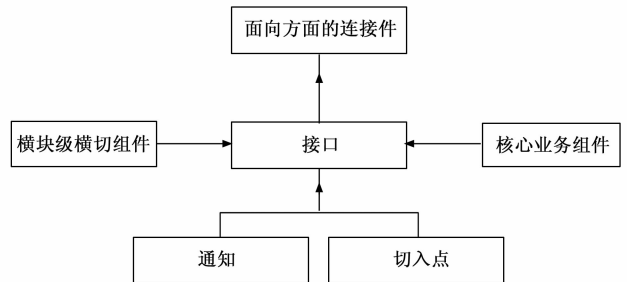 面向方面的连接件
横块级横切组件
接口
核心业务组件
通知
切入点